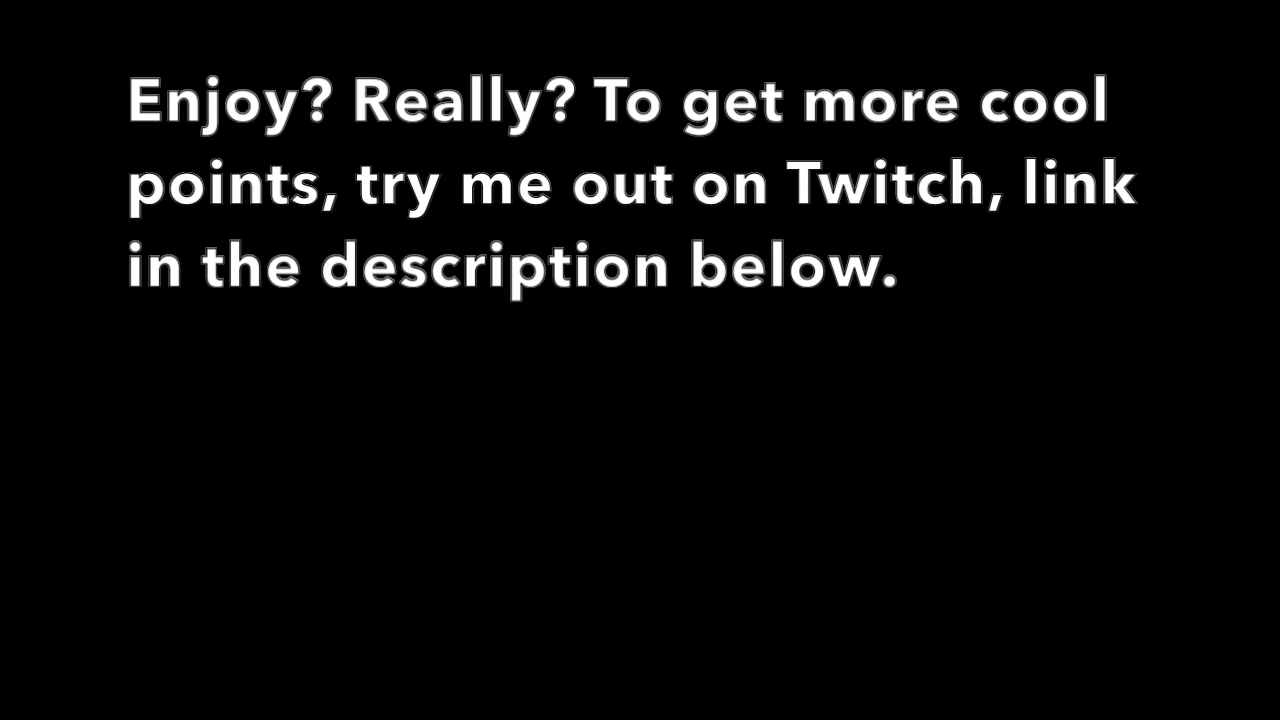 Enjoy? Really? To get more cool
points, try me out on Twitch, link
in the description below.